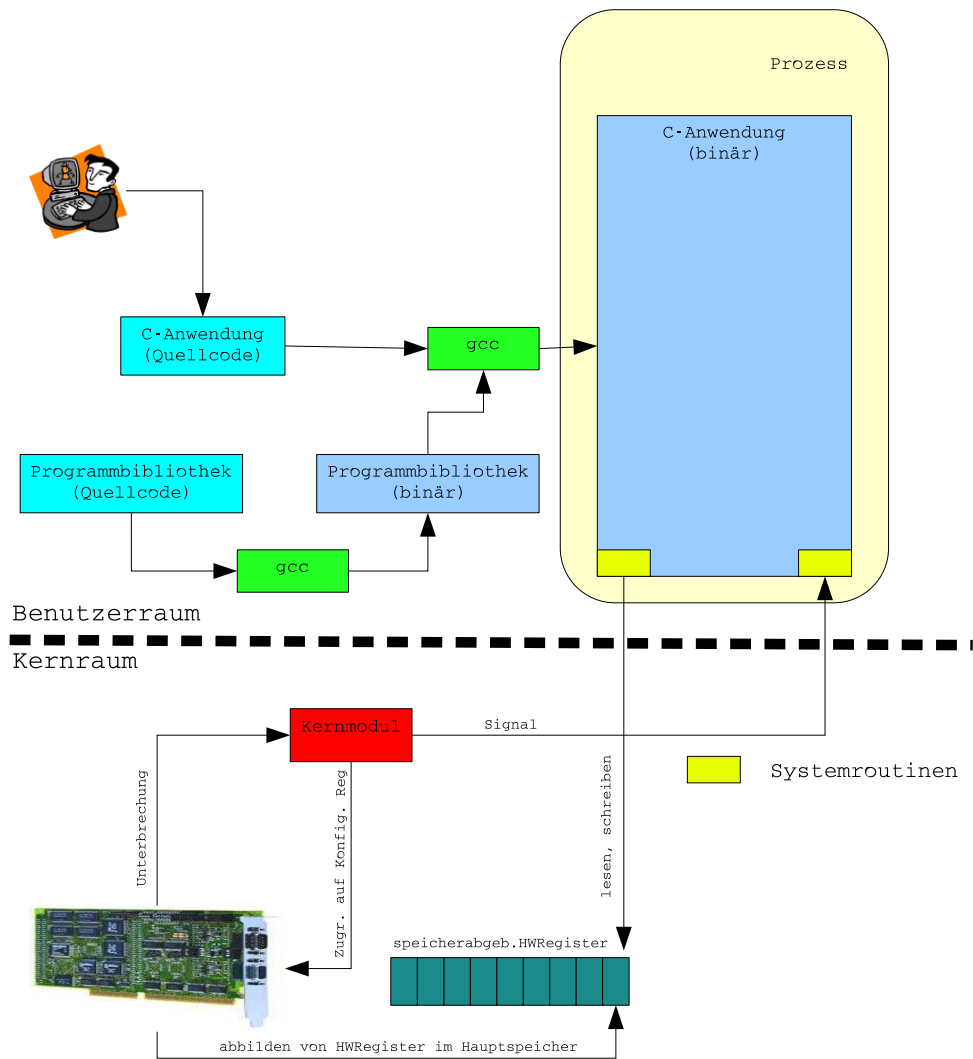 Prozess
C-Anwendung
(binär)
C-Anwendung
(Quellcode)
gcc
Programmbibliothek
(Quellcode)
Programmbibliothek
(binär)
gcc
Benutzerraum
Kernraum
Kernmodul
Signal
Systemroutinen
Unterbrechung
Zugr. auf Konfig. Reg
lesen, schreiben
speicherabgeb.HWRegister
abbilden von HWRegister im Hauptspeicher